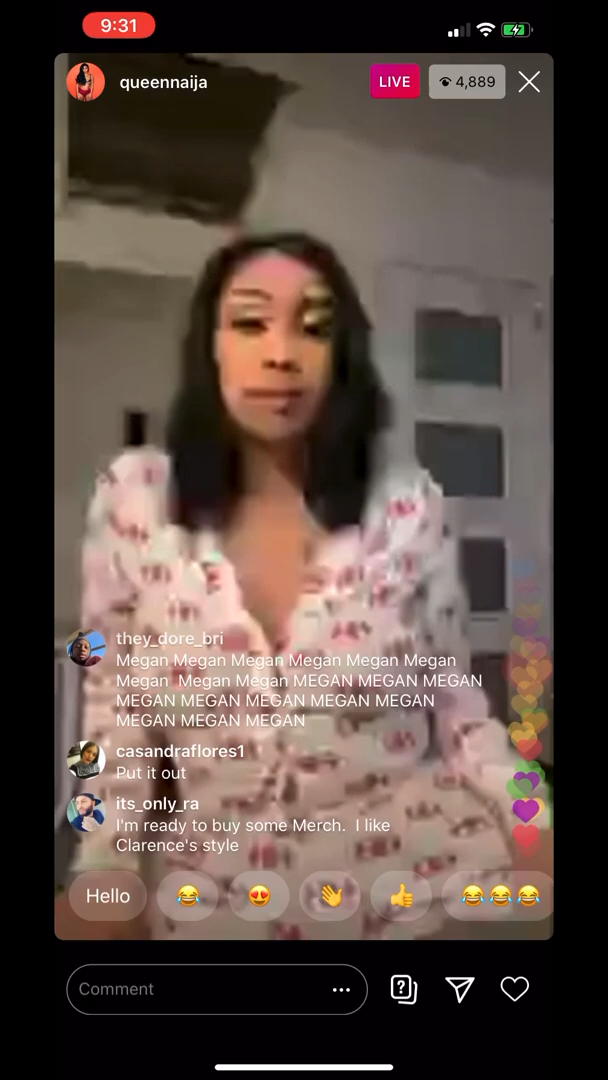 9:31
queennaija
LIVE
4,889
they_dore_bri
Megan Megan Megan Megan Megan Megan
Megan  Megan Megan MEGAN MEGAN MEGAN
MEGAN MEGAN MEGAN MEGAN MEGAN
MEGAN MEGAN MEGAN
casandraflores1
Put it out
its_only_ra
I'm ready to buy some Merch.  I like
Clarence's style
Hello
Comment